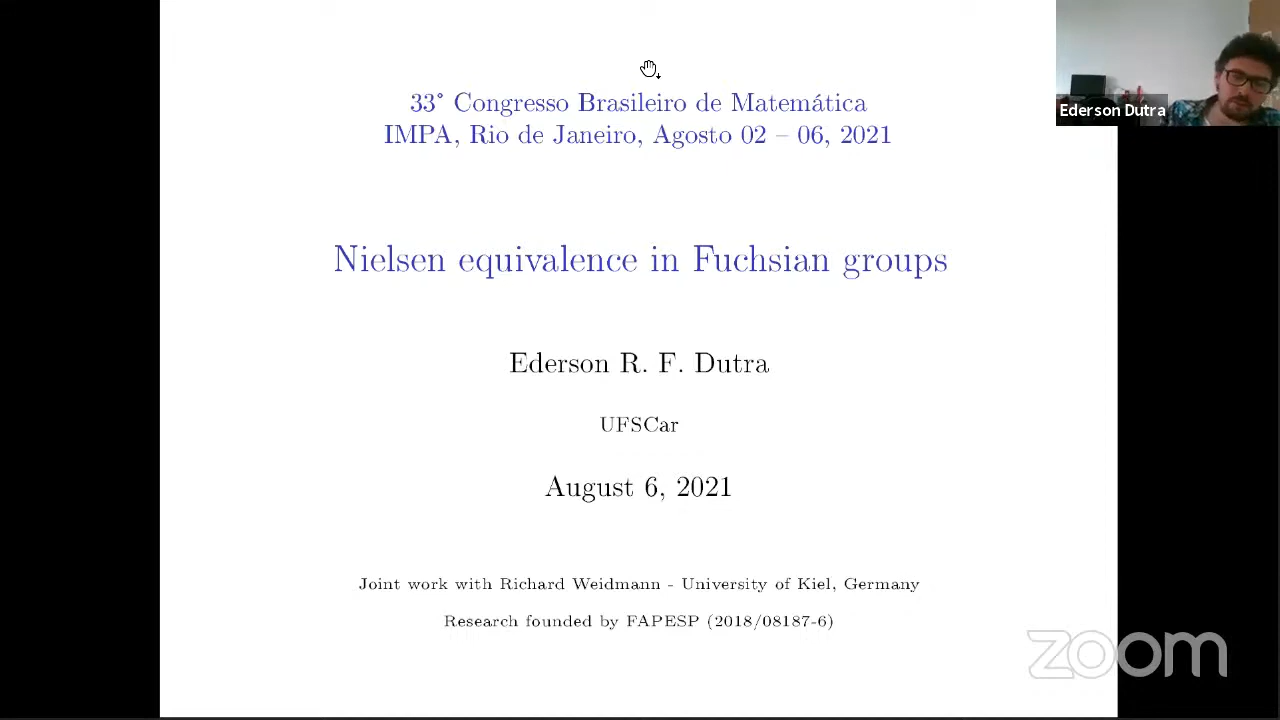 33° Congresso Brasileiro de Matemática
IMPA, Rio de Janeiro, Agosto 02 – 06, 2021
Ederson Dutra
Nielsen equivalence in Fuchsian groups
Ederson R. F. Dutra
UFSCar
August 6, 2021
Joint work with Richard Weidmann - University of Kiel, Germany
Research founded by FAPESP (2018/08187-6)
zoom